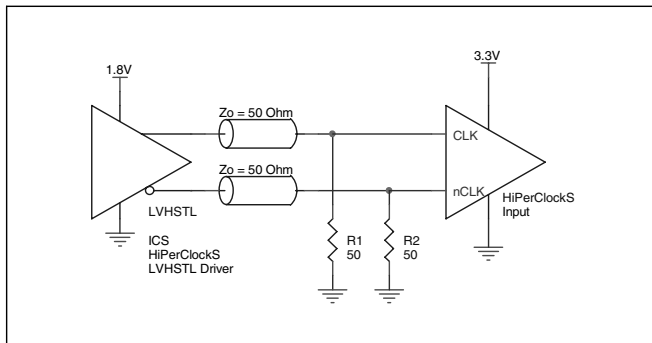 1.8V
3.3V
Zo = 50 Ohm
CLK
Zo = 50 Ohm
nCLK
HiPerClockS
Input
LVHSTL
ICS
HiPerClockS
LVHSTL Driver
R1
50
R2
50